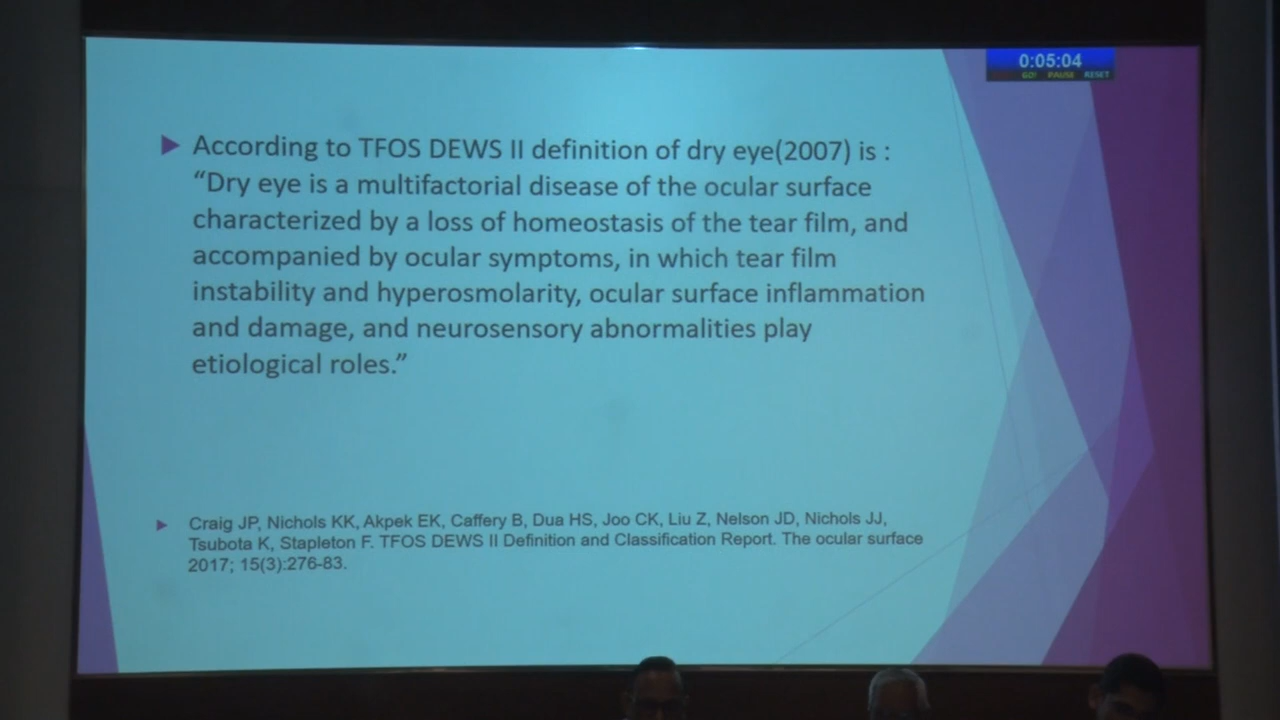 0:05:04
GO! PAUSE RESET
According to TFOS DEWS II definition of dry eye(2007) is :
“Dry eye is a multifactorial disease of the ocular surface
characterized by a loss of homeostasis of the tear film, and
accompanied by ocular symptoms, in which tear film
instability and hyperosmolarity, ocular surface inflammation
and damage, and neurosensory abnormalities play
etiological roles.”
Craig JP, Nichols KK, Akpek EK, Caffery B, Dua HS, Joo CK, Liu Z, Nelson JD, Nichols JJ,
Tsubota K, Stapleton F. TFOS DEWS II Definition and Classification Report. The ocular surface
2017; 15(3):276-83.